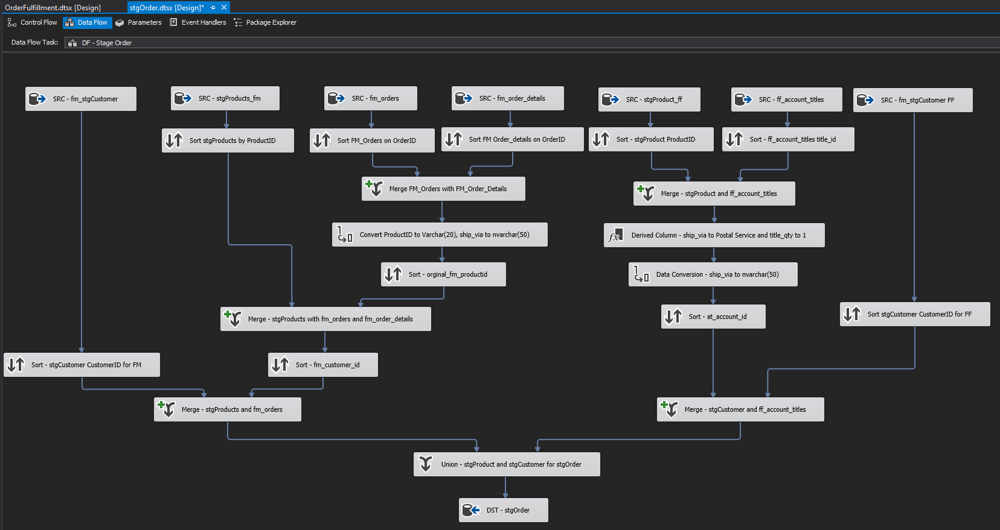 OrderFulfillment.dtsx [Design]
stgOrder.dtsx [Design]*
Control Flow
Data Flow
Parameters
Event Handlers
Package Explorer
Data Flow Task:
DF - Stage Order
SRC - fm_stgCustomer
SRC - stgProducts_fm
SRC - fm_orders
SRC - fm_order_details
SRC - stgProduct_ff
SRC - ff_account_titles
SRC - fm_stgCustomer FF
Sort stgProducts by ProductID
Sort FM_Orders on OrderID
Sort FM Order_details on OrderID
Sort - stgProduct ProductID
Sort - ff_account_titles title_id
Merge FM_Orders with FM_Order_Details
Merge - stgProduct and ff_account_titles
Convert ProductID to Varchar(20), ship_via to nvarchar(50)
fx
Derived Column - ship_via to Postal Service and title_qty to 1
Sort - orginal_fm_productid
Data Conversion - ship_via to nvarchar(50)
Merge - stgProducts with fm_orders and fm_order_details
Sort - at_account_id
Sort stgCustomer CustomerID for FF
Sort - stgCustomer CustomerID for FM
Sort - fm_customer_id
Merge - stgProducts and fm_orders
Merge - stgCustomer and ff_account_titles
Union - stgProduct and stgCustomer for stgOrder
DST - stgOrder